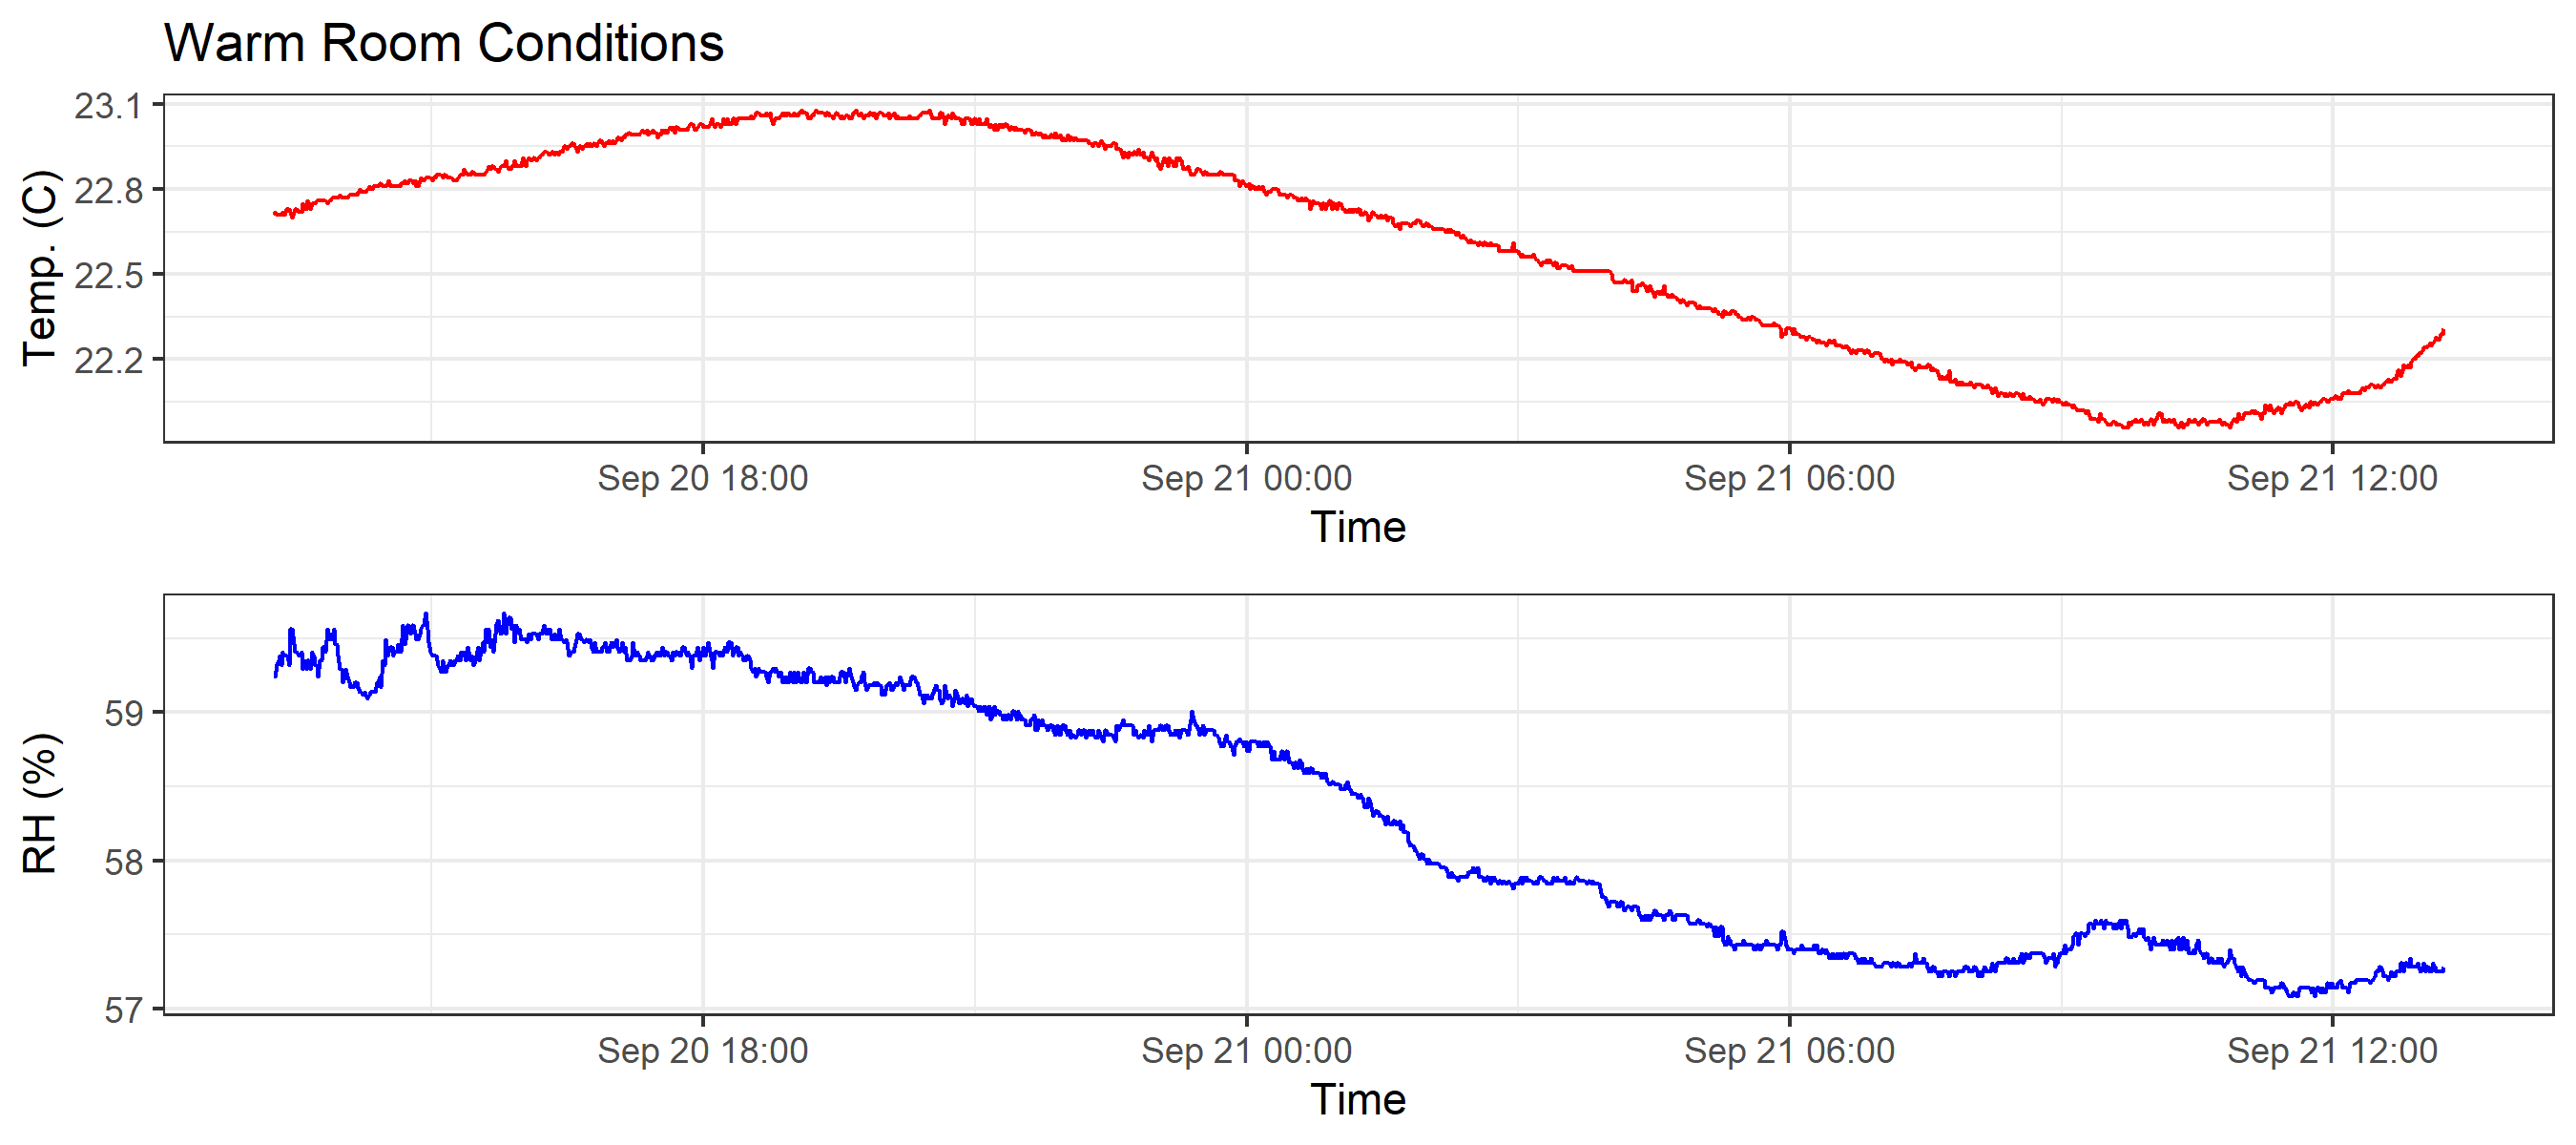 Warm Room Conditions
Temp. (C)
23.1
22.8
22.5
22.2
Sep 20 18:00 Sep 21 00:00 Sep 21 06:00 Sep 21 12:00
Time
RH (%)
59
58
57
Sep 20 18:00 Sep 21 00:00 Sep 21 06:00 Sep 21 12:00
Time